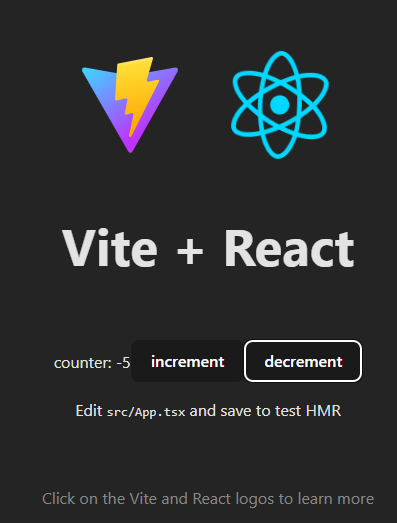 Vite + React
counter: -5 increment decrement
Edit src/App.tsx and save to test HMR
Click on the Vite and React logos to learn more